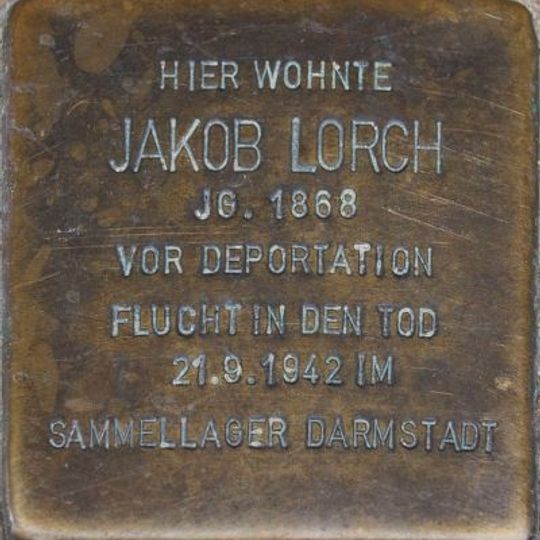 HIER WOHNTE
JAKOB LORCH
JG. 1868
VOR DEPORTATION
FLUCHT IN DEN TOD
21.9.1942 IM
SAMMELLAGER DARMSTADT